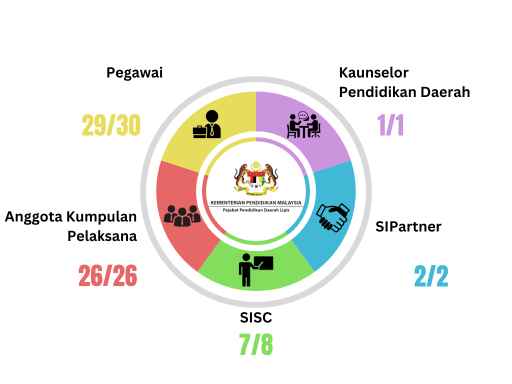 Pegawai
29/30
Kaunselor
Pendidikan Daerah
1/1
KEMENTERIAN PENDIDIKAN MALAYSIA
Pejabat Pendidikan Daerah Lipis
Anggota Kumpulan
Pelaksana
26/26
SIPartner
2/2
SISC
7/8